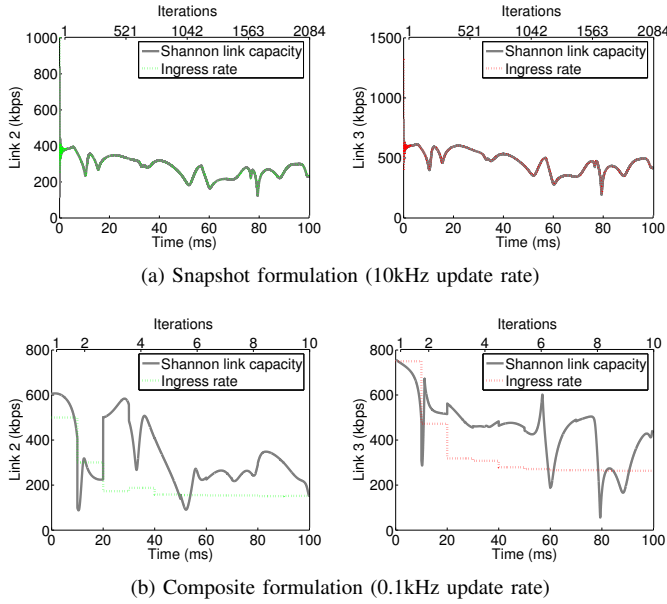 Iterations
1 521 1042 1563 2084
1000
800
600
400
200
0
Link 2 (kbps)
Shannon link capacity
Ingress rate
0 20 40 60 80 100
Time (ms)
Iterations
1 521 1042 1563 2084
1500
1000
500
0
Link 3 (kbps)
Shannon link capacity
Ingress rate
0 20 40 60 80 100
Time (ms)
(a) Snapshot formulation (10kHz update rate)
Iterations
1 2 4 6 8 10
800
600
400
200
0
Link 2 (kbps)
Shannon link capacity
Ingress rate
0 20 40 60 80 100
Time (ms)
Iterations
1 2 4 6 8 10
800
600
400
200
0
Link 3 (kbps)
Shannon link capacity
Ingress rate
0 20 40 60 80 100
Time (ms)
(b) Composite formulation (0.1kHz update rate)